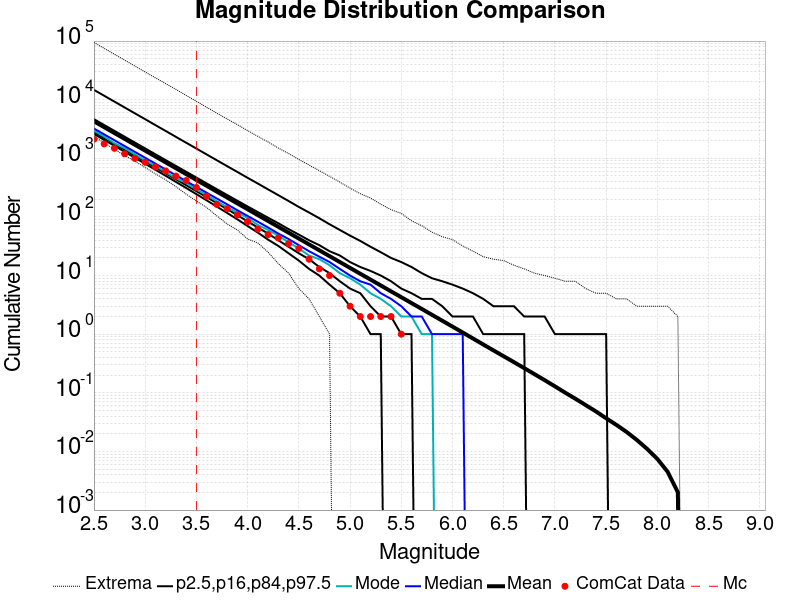 Magnitude Distribution Comparison
10^5
10^4
10^3
10^2
10^1
10^0
10^-1
10^-2
10^-3
Cumulative Number
2.5 3.0 3.5 4.0 4.5 5.0 5.5 6.0 6.5 7.0 7.5 8.0 8.5 9.0
Magnitude
Extrema p2.5,p16,p84,p97.5 Mode Median Mean ComCat Data Mc